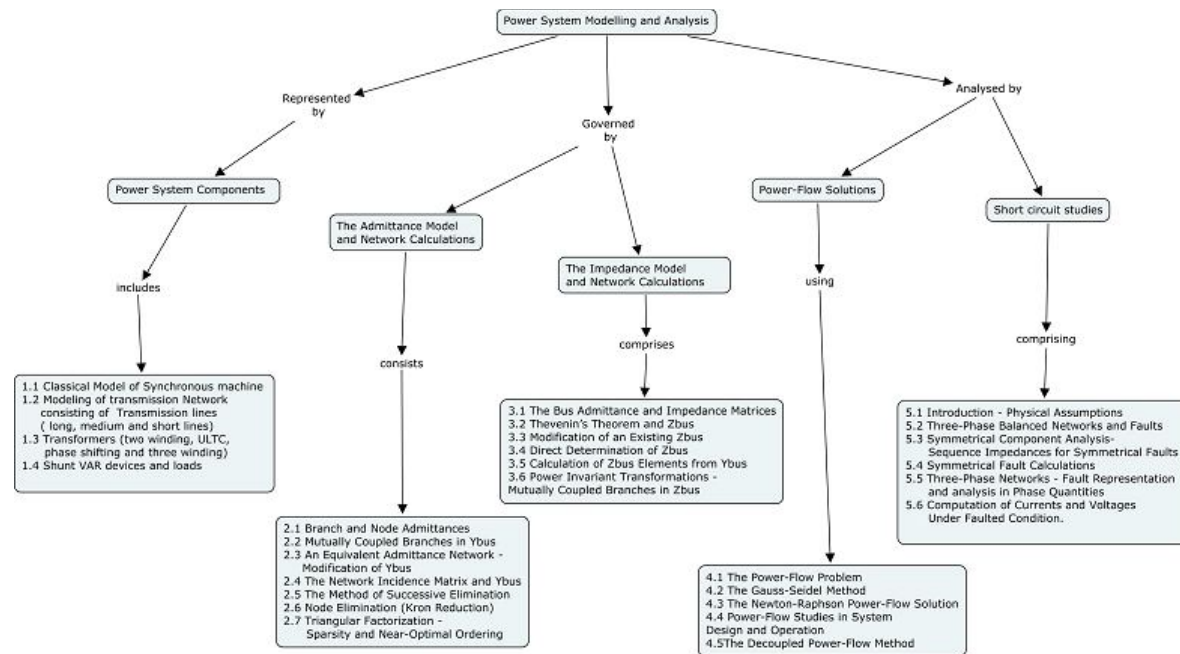 Power System Modelling and Analysis
Represented
by
Governed
by
Analysed by
Power System Components
The Admittance Model
and Network Calculations
The Impedance Model
and Network Calculations
Power-Flow Solutions
Short circuit studies
includes
consists
comprises
using
comprising
1.1 Classical Model of Synchronous machine
1.2 Modeling of transmission Network
consisting of Transmission lines
( long, medium and short lines)
1.3 Transformers (two winding, ULTC,
phase shifting and three winding)
1.4 Shunt VAR devices and loads
2.1 Branch and Node Admittances
2.2 Mutually Coupled Branches in Ybus
2.3 An Equivalent Admittance Network -
Modification of Ybus
2.4 The Network Incidence Matrix and Ybus
2.5 The Method of Successive Elimination
2.6 Node Elimination (Kron Reduction)
2.7 Triangular Factorization -
Sparsity and Near-Optimal Ordering
3.1 The Bus Admittance and Impedance Matrices
3.2 Thevenin's Theorem and Zbus
3.3 Modification of an Existing Zbus
3.4 Direct Determination of Zbus
3.5 Calculation of Zbus Elements from Ybus
3.6 Power Invariant Transformations -
Mutually Coupled Branches in Zbus
4.1 The Power-Flow Problem
4.2 The Gauss-Seidel Method
4.3 The Newton-Raphson Power-Flow Solution
4.4 Power-Flow Studies in System
Design and Operation
4.5The Decoupled Power-Flow Method
5.1 Introduction - Physical Assumptions
5.2 Three-Phase Balanced Networks and Faults
5.3 Symmetrical Component Analysis-
Sequence Impedances for Symmetrical Faults
5.4 Symmetrical Fault Calculations
5.5 Three-Phase Networks - Fault Representation
and analysis in Phase Quantities
5.6 Computation of Currents and Voltages
Under Faulted Condition.